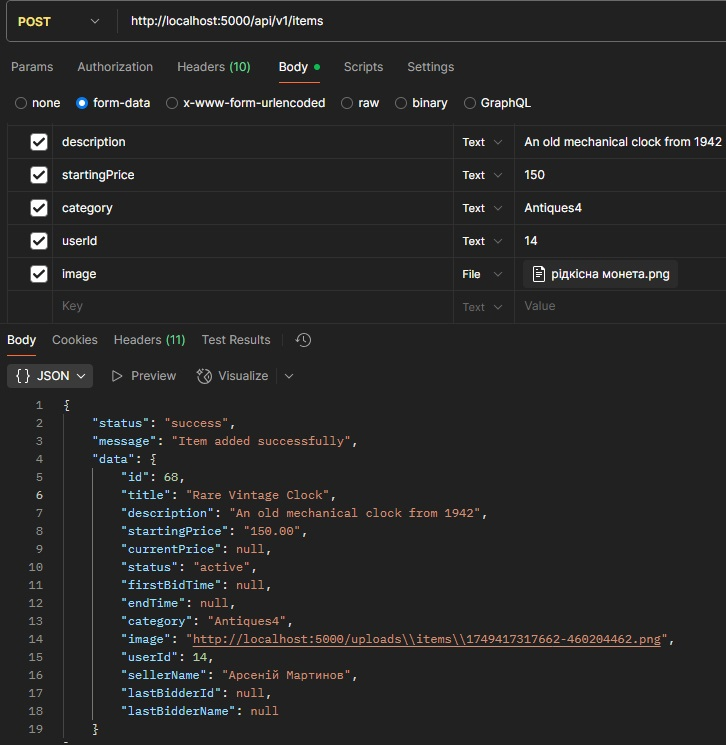 POST http://localhost:5000/api/v1/items
Params Authorization Headers (10) Body Scripts Settings
none form-data x-www-form-urlencoded raw binary GraphQL
description Text An old mechanical clock from 1942
startingPrice Text 150
category Text Antiques4
userId Text 14
image File рідкісна монета.png
Key Text Value
Body Cookies Headers (11) Test Results
{} JSON Preview Visualize
1 {
2 "status": "success",
3 "message": "Item added successfully",
4 "data": {
5 "id": 68,
6 "title": "Rare Vintage Clock",
7 "description": "An old mechanical clock from 1942",
8 "startingPrice": "150.00",
9 "currentPrice": null,
10 "status": "active",
11 "firstBidTime": null,
12 "endTime": null,
13 "category": "Antiques4",
14 "image": "http://localhost:5000/uploads\\items\\1749417317662-460204462.png",
15 "userId": 14,
16 "sellerName": "Арсеній Мартинов",
17 "lastBidderId": null,
18 "lastBidderName": null
19 }